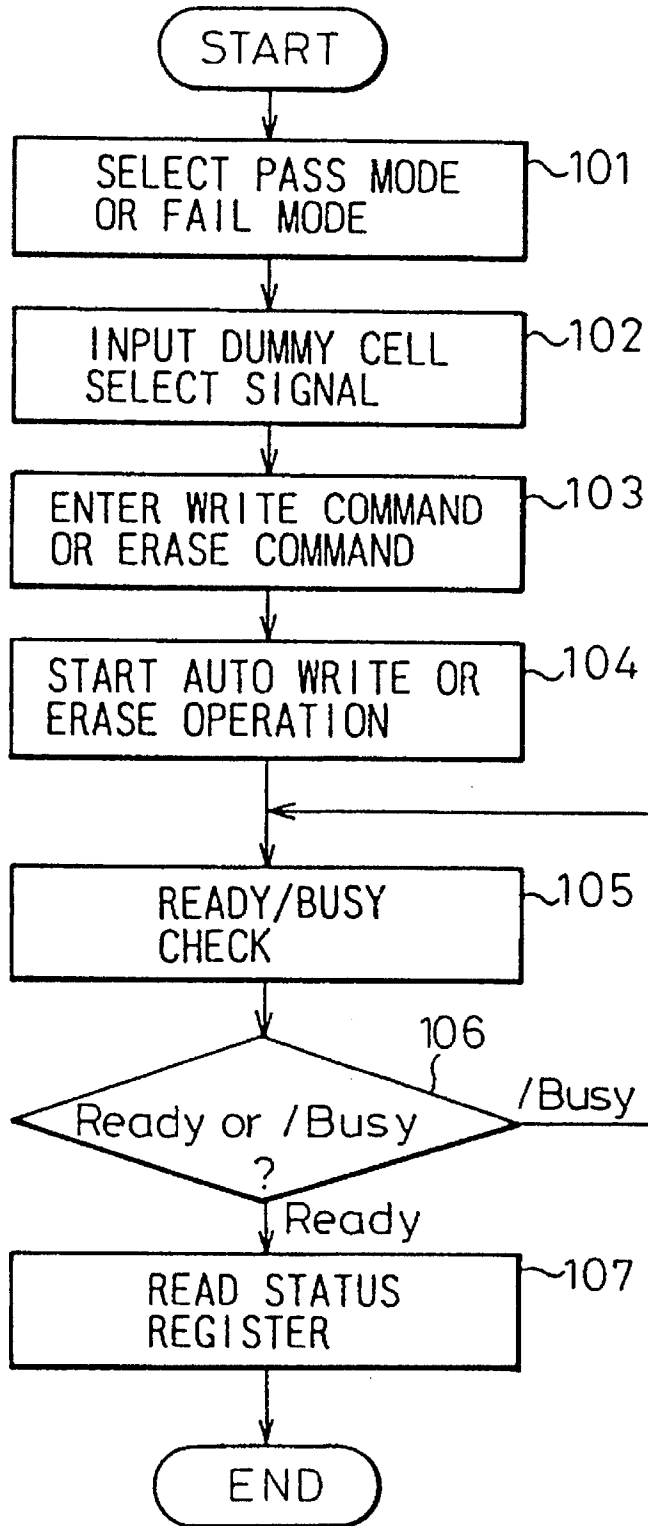 START
SELECT PASS MODE
OR FAIL MODE
101
INPUT DUMMY CELL
SELECT SIGNAL
102
ENTER WRITE COMMAND
OR ERASE COMMAND
103
START AUTO WRITE OR
ERASE OPERATION
104
READY/BUSY
CHECK
105
106
Ready or /Busy
?
/Busy
Ready
READ STATUS
REGISTER
107
END